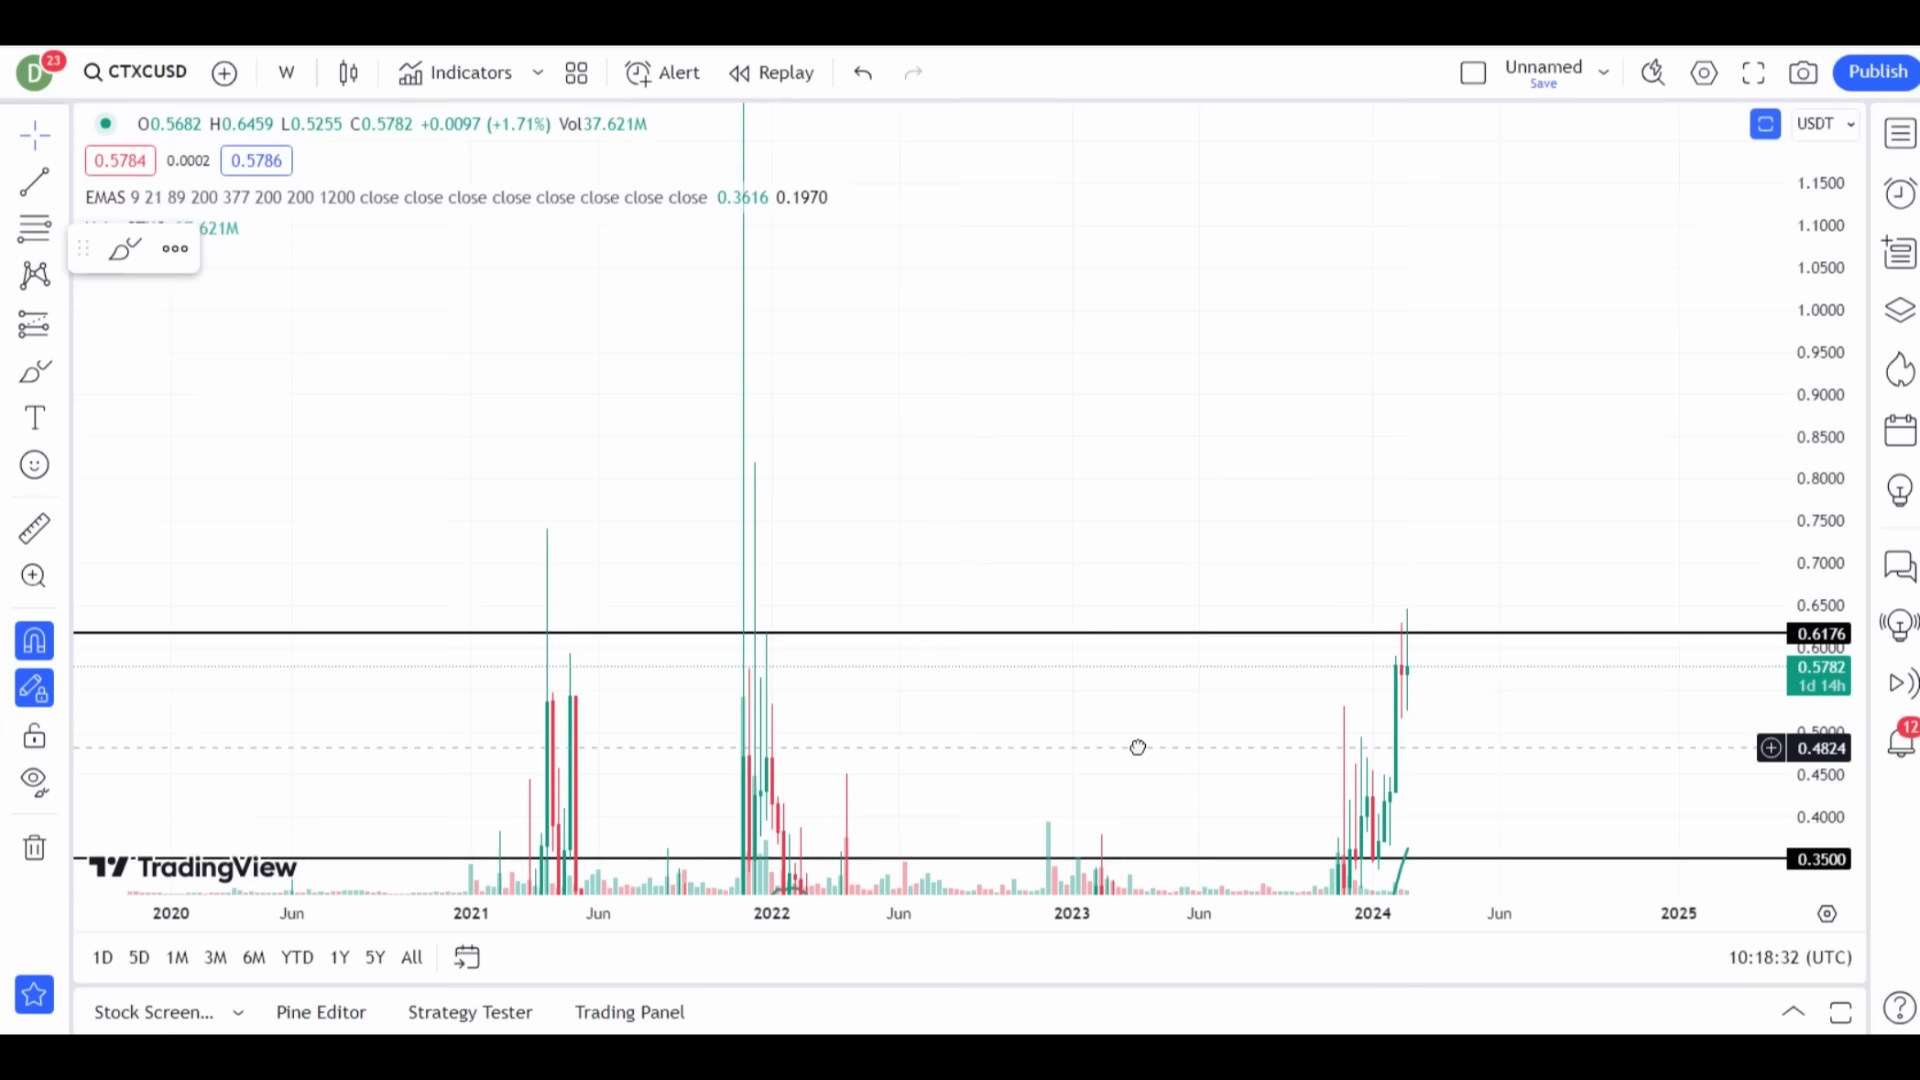 D 23 CTXCUSD W Indicators Alert Replay Unnamed Save Publish
O0.5682 H0.6459 L0.5255 C0.5782 +0.0097 (+1.71%) Vol37.621M USDT
0.5784 0.0002 0.5786
EMAS 9 21 89 200 377 200 200 1200 close close close close close close close close 0.3616 0.1970
621M
1.1500
1.1000
1.0500
1.0000
0.9500
0.9000
0.8500
0.8000
0.7500
0.7000
0.6500
0.6176
0.6000
0.5782
1d 14h
0.5000
0.4824
0.4500
0.4000
0.3500
TradingView
2020 Jun 2021 Jun 2022 Jun 2023 Jun 2024 Jun 2025
1D 5D 1M 3M 6M YTD 1Y 5Y All 10:18:32 (UTC)
Stock Screen... Pine Editor Strategy Tester Trading Panel
12